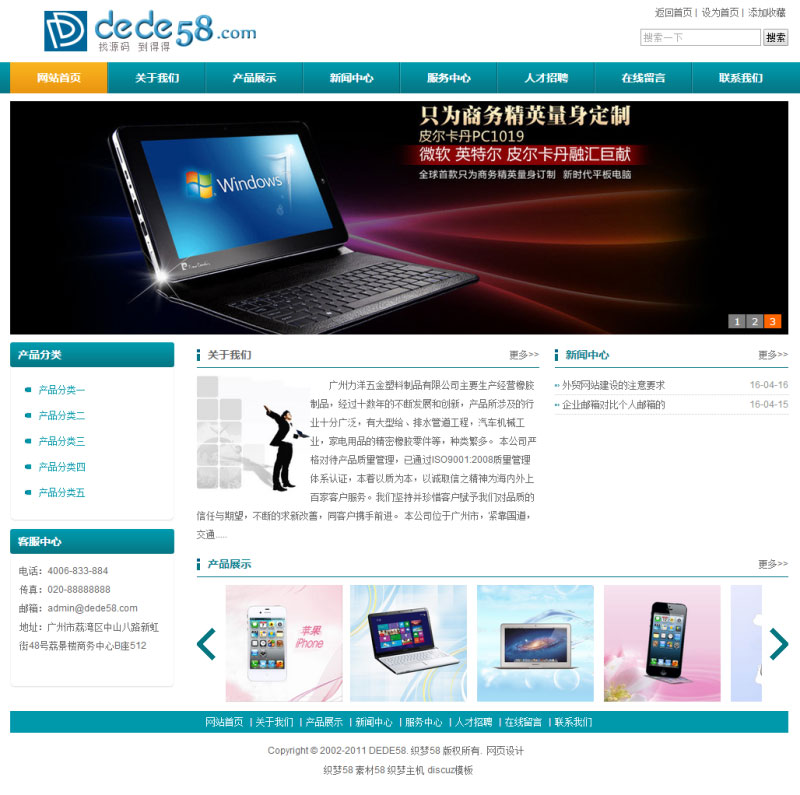 返回首页 | 设为首页 | 添加收藏
dede58.com
找源码 到得得
搜索一下 搜索
网站首页 关于我们 产品展示 新闻中心 服务中心 人才招聘 在线留言 联系我们
只为商务精英量身定制
皮尔卡丹PC1019
微软 英特尔 皮尔卡丹融汇巨献
全球首款只为商务精英量身订制 新时代平板电脑
Windows 7
1 2 3
产品分类
产品分类一
产品分类二
产品分类三
产品分类四
产品分类五
客服中心
电话：4006-833-884
传真：020-88888888
邮箱：admin@dede58.com
地址：广州市荔湾区中山八路新虹
街48号荔景楷商务中心B座512
关于我们 更多>>
广州力洋五金塑料制品有限公司主要生产经营橡胶
制品，经过十数年的不断发展和创新，产品所涉及的行
业十分广泛，有大型给、排水管道工程，汽车机械工
业，家电用品的精密橡胶零件等，种类繁多。 本公司严
格对待产品质量管理，已通过ISO9001:2008质量管理
体系认证，本着以质为本，以诚取信之精神为海内外上
百家客户服务。我们坚持并珍惜客户赋予我们对品质的
信任与期望，不断的求新改善，同客户携手前进。 本公司位于广州市，紧靠国道，
交通.....
新闻中心 更多>>
外贸网站建设的注意要求 16-04-16
企业邮箱对比个人邮箱的 16-04-15
产品展示 更多>>
苹果
iPhone
网站首页 | 关于我们 | 产品展示 | 新闻中心 | 服务中心 | 人才招聘 | 在线留言 | 联系我们
Copyright © 2002-2011 DEDE58. 织梦58 版权所有. 网页设计
织梦58 素材58 织梦主机 discuz模板